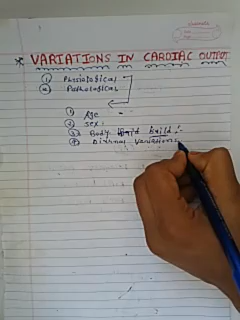 * VARIATIONS IN CARDIAC OUTPUT
① Physiological
② Pathological
① Age -
② Sex :
③ Body build :-
④ Diurnal Variations